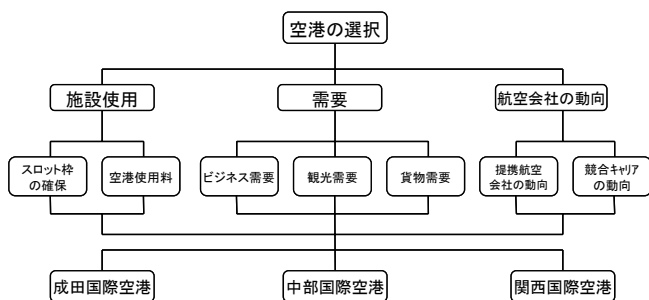 空港の選択
施設使用
需要
航空会社の動向
スロット枠
の確保
空港使用料
ビジネス需要
観光需要
貨物需要
提携航空
会社の動向
競合キャリア
の動向
成田国際空港
中部国際空港
関西国際空港